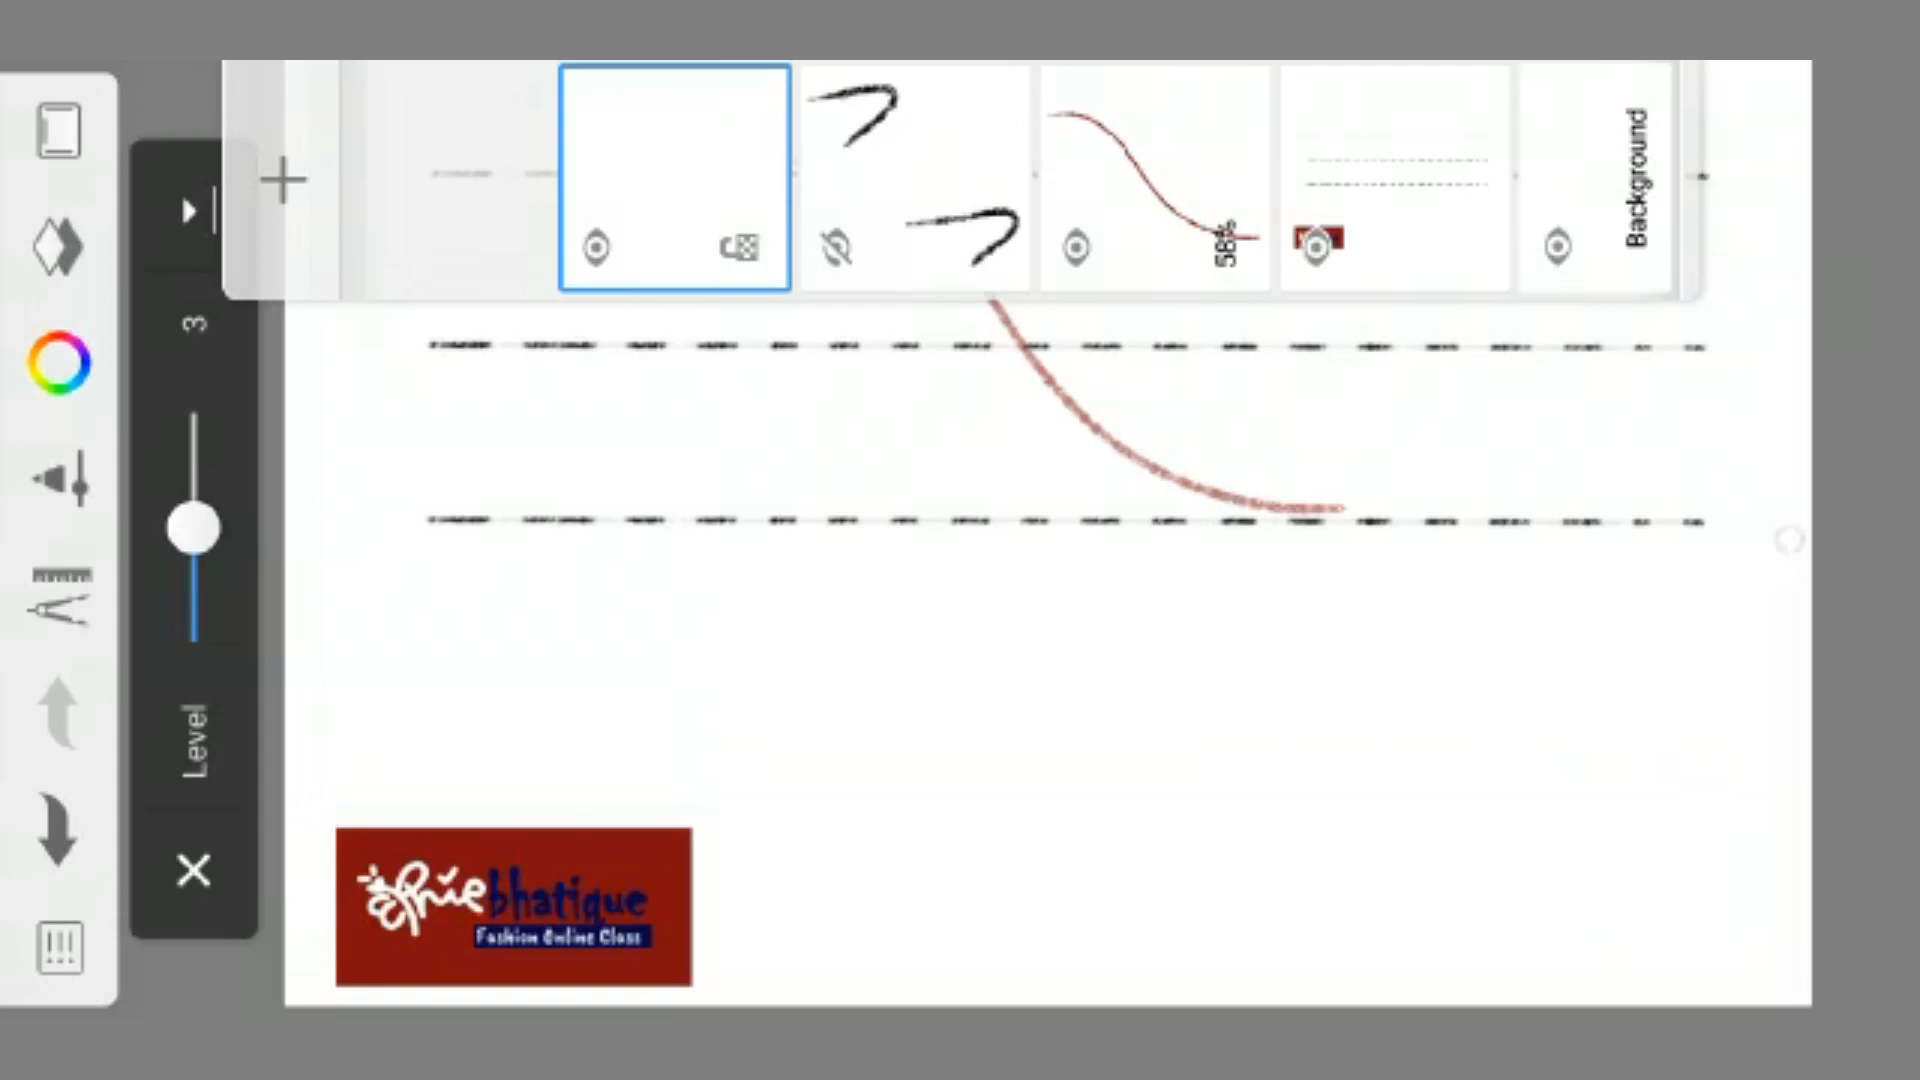 58%
Background
3
Level
bhatique
Fashion Online Class